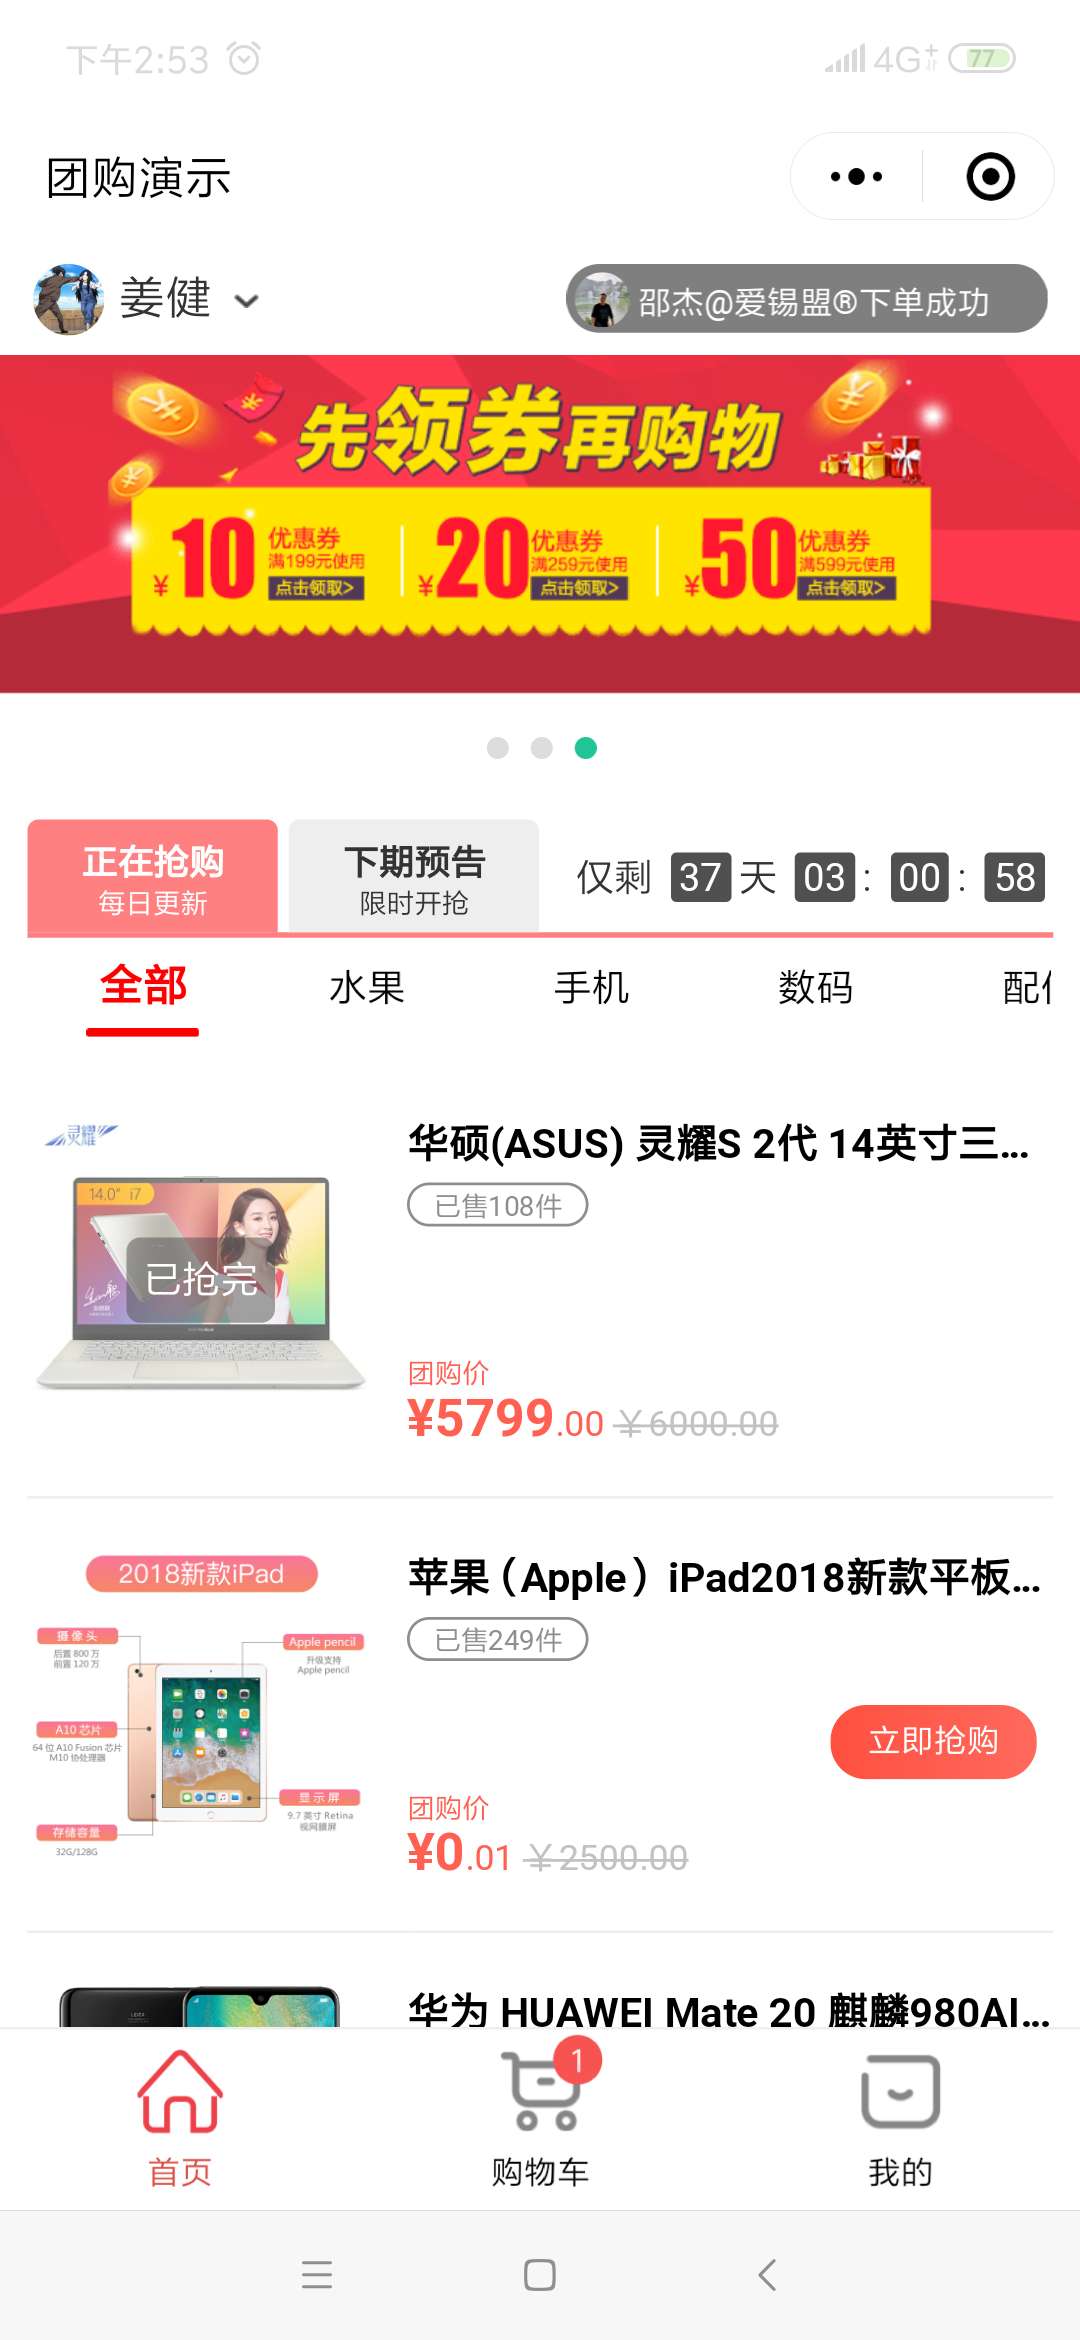 下午2:53
4G+
77
团购演示
姜健
邵杰@爱锡盟®下单成功
先领券再购物
¥10 优惠券 满199元使用 点击领取>
¥20 优惠券 满259元使用 点击领取>
¥50 优惠券 满599元使用 点击领取>
正在抢购
每日更新
下期预告
限时开抢
仅剩 37 天 03 : 00 : 58
全部 水果 手机 数码
灵耀
14.0" i7
已抢完
华硕(ASUS) 灵耀S 2代 14英寸三...
已售108件
团购价
¥5799.00 ￥6000.00
2018新款iPad
摄像头
后置 800 万
前置 120 万
Apple pencil
升级支持
Apple pencil
A10 芯片
64 位 A10 Fusion 芯片
M10 协处理器
显示屏
9.7 英寸 Retina
视网膜屏
存储容量
32G/128G
苹果（Apple）iPad2018新款平板...
已售249件
立即抢购
团购价
¥0.01 ￥2500.00
华为 HUAWEI Mate 20 麒麟980AI...
1
首页 购物车 我的